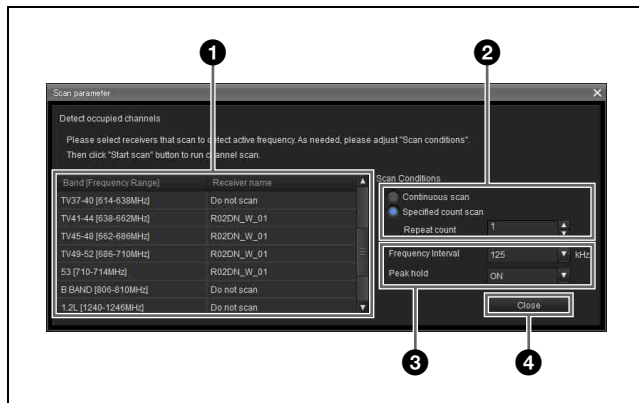 1
2
Scan parameter
Detect occupied channels
Please select receivers that scan to detect active frequency. As needed, please adjust "Scan conditions".
Then click "Start scan" button to run channel scan.
Scan Conditions
Band [Frequency Range] Receiver name
TV37-40 [614-638MHz] Do not scan
TV41-44 [638-662MHz] R02DN_W_01
TV45-48 [662-686MHz] R02DN_W_01
TV49-52 [686-710MHz] R02DN_W_01
53 [710-714MHz] R02DN_W_01
B BAND [806-810MHz] Do not scan
1.2L [1240-1246MHz] Do not scan
Continuous scan
Specified count scan
Repeat count 1
Frequency Interval 125 kHz
Peak hold ON
Close
3
4